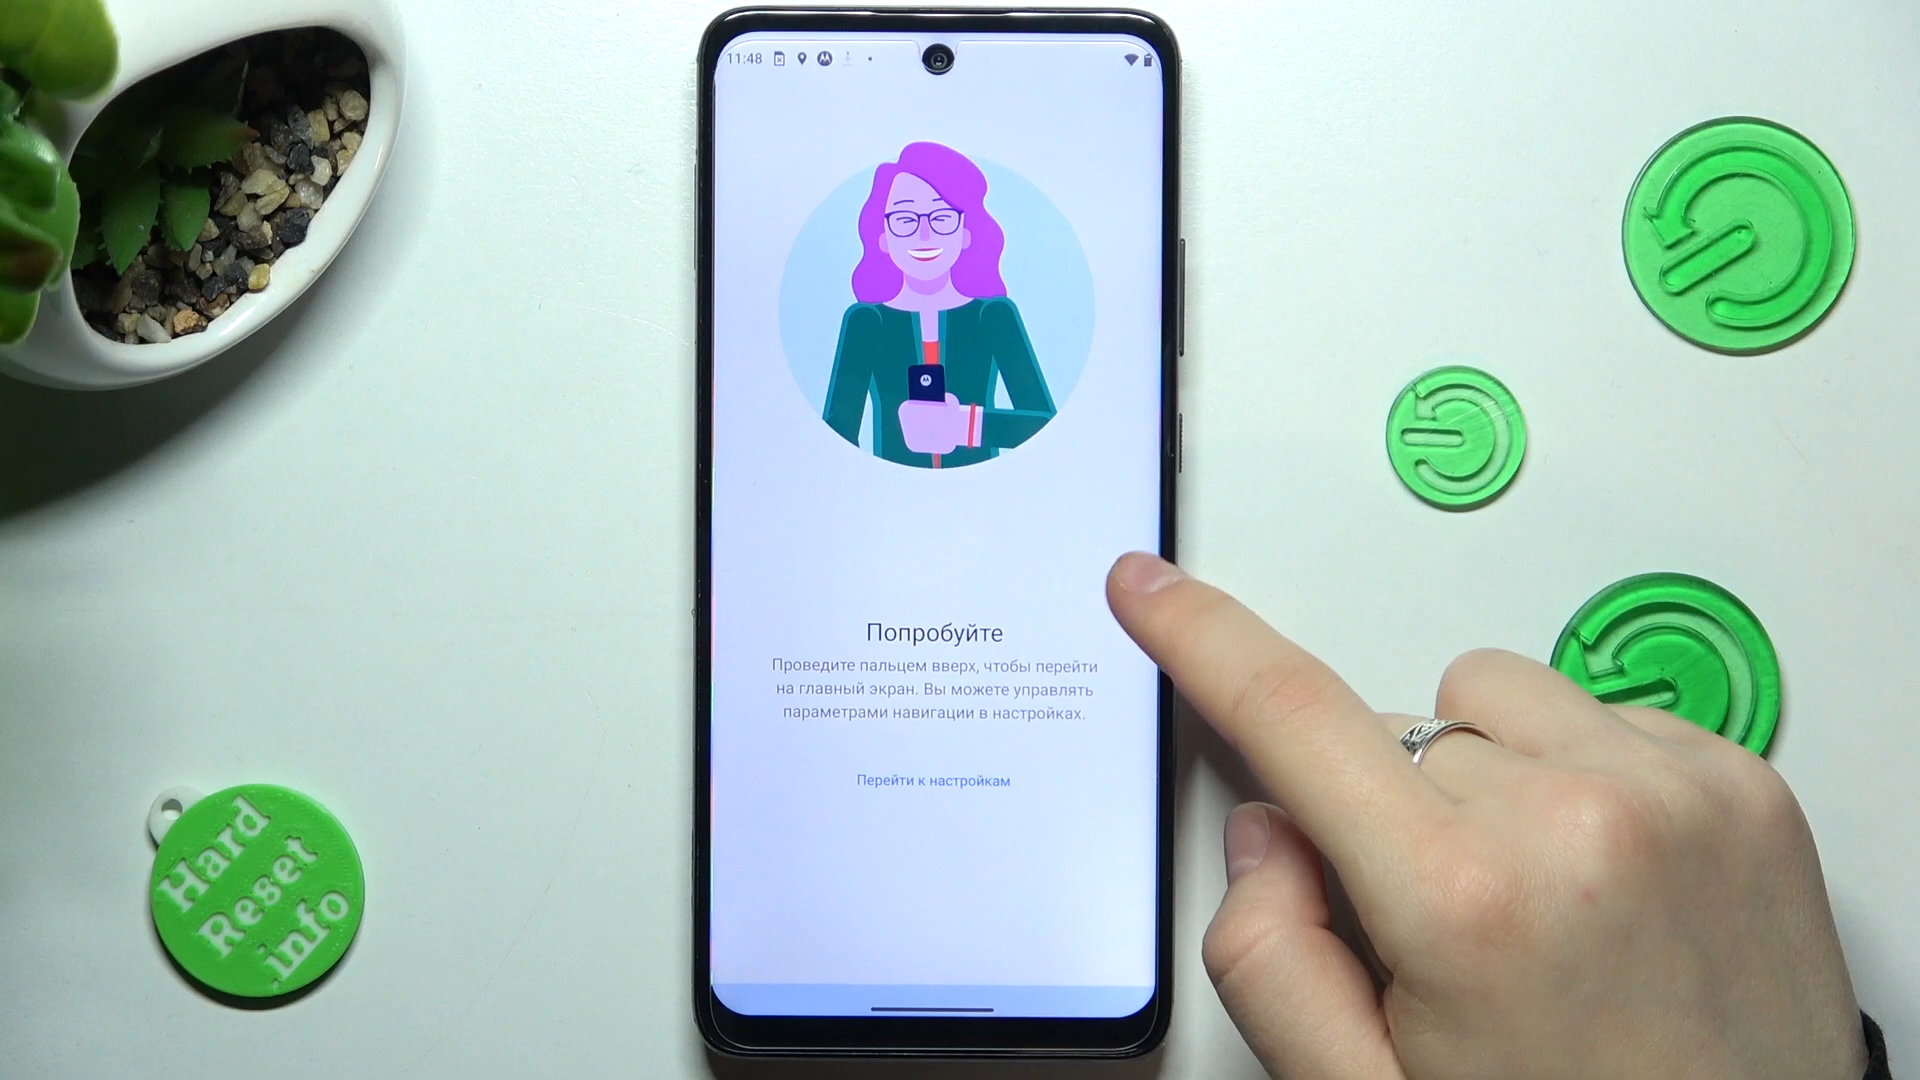 11:48
Попробуйте
Проведите пальцем вверх, чтобы перейти
на главный экран. Вы можете управлять
параметрами навигации в настройках.
Перейти к настройкам
Hard
Reset
.info